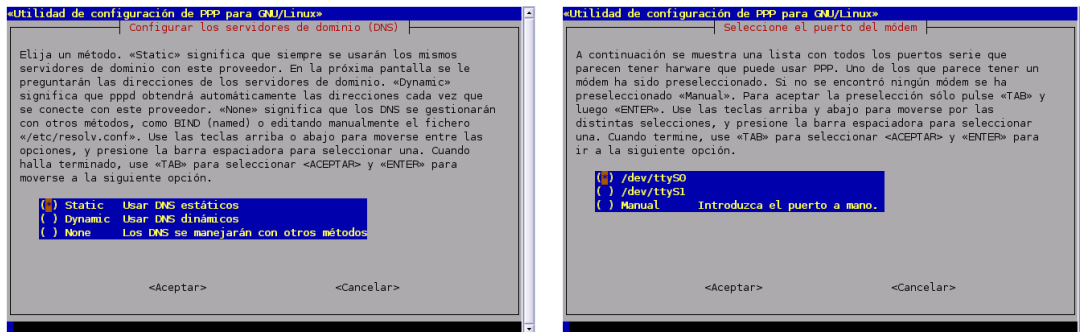 «Utilidad de configuración de PPP para GNU/Linux»
Configurar los servidores de dominio (DNS)
Elija un método. «Static» significa que siempre se usarán los mismos
servidores de dominio con este proveedor. En la próxima pantalla se le
preguntarán las direcciones de los servidores de dominio. «Dynamic»
significa que pppd obtendrá automáticamente las direcciones cada vez que
se conecte con este proveedor. «None» significa que los DNS se gestionarán
con otros métodos, como BIND (named) o editando manualmente el fichero
«/etc/resolv.conf». Use las teclas arriba o abajo para moverse entre las
opciones, y presione la barra espaciadora para seleccionar una. Cuando
halla terminado, use «TAB» para seleccionar <ACEPTAR> y «ENTER» para
moverse a la siguiente opción.
(*) Static Usar DNS estáticos
( ) Dynamic Usar DNS dinámicos
( ) None Los DNS se manejarán con otros métodos
<Aceptar> <Cancelar>
«Utilidad de configuración de PPP para GNU/Linux»
Seleccione el puerto del módem
A continuación se muestra una lista con todos los puertos serie que
parecen tener harware que puede usar PPP. Uno de los que parece tener un
módem ha sido preseleccionado. Si no se encontró ningún módem se ha
preseleccionado «Manual». Para aceptar la preselección sólo pulse «TAB» y
luego «ENTER». Use las teclas arriba y abajo para moverse por las
distintas selecciones, y presione la barra espaciadora para seleccionar
una. Cuando termine, use «TAB» para seleccionar <ACEPTAR> y «ENTER» para
ir a la siguiente opción.
(*) /dev/ttyS0
( ) /dev/ttyS1
( ) Manual Introduzca el puerto a mano.
<Aceptar> <Cancelar>